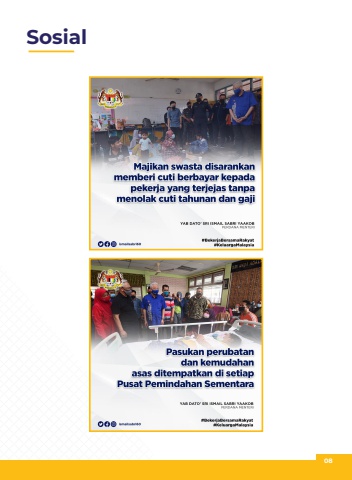 Sosial
Majikan swasta disarankan
memberi cuti berbayar kepada
pekerja yang terjejas tanpa
menolak cuti tahunan dan gaji
YAB DATO' SRI ISMAIL SABRI YAAKOB
PERDANA MENTERI
ismailsabri60
#BekerjaBersamaRakyat
#KeluargaMalaysia
Pasukan perubatan
dan kemudahan
asas ditempatkan di setiap
Pusat Pemindahan Sementara
YAB DATO' SRI ISMAIL SABRI YAAKOB
PERDANA MENTERI
ismailsabri60
#BekerjaBersamaRakyat
#KeluargaMalaysia
08